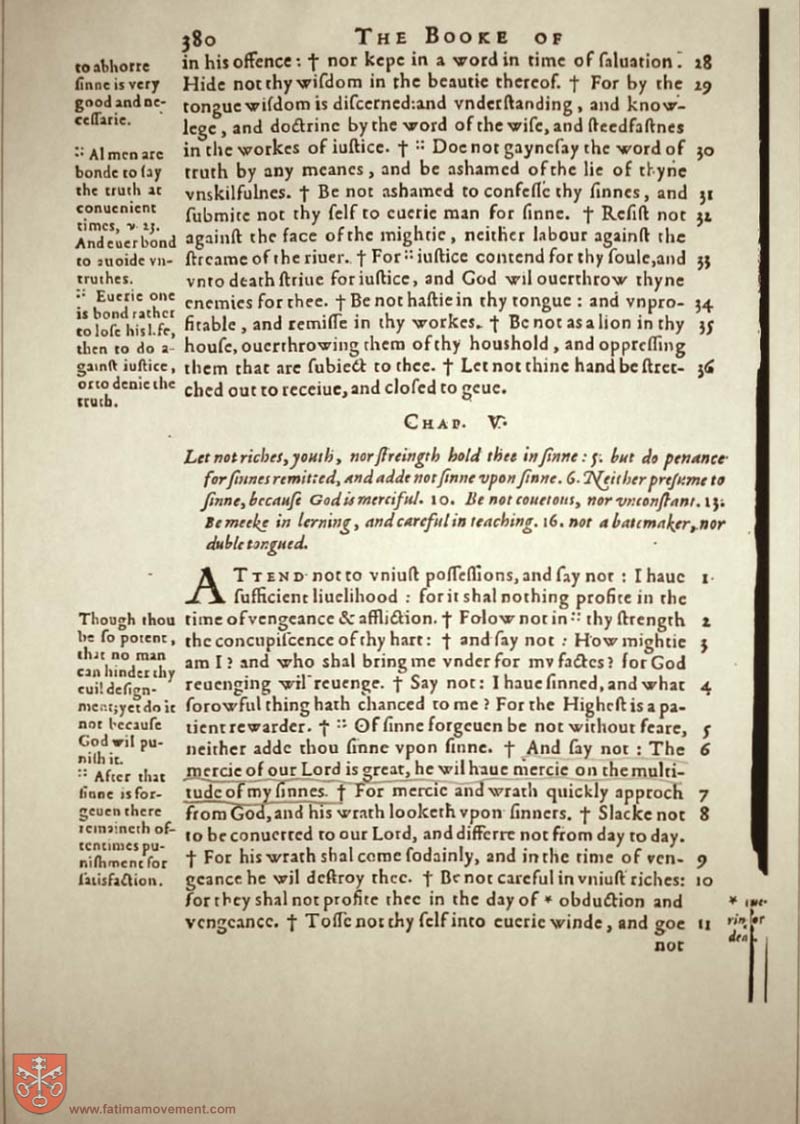 380 THE BOOKE OF
to abhorre
ſinne is very
good and ne-
ceſſarie.
:: Al men are
bonde to ſay
the truth at
conuenient
times, v. 23.
And euer bond
to auoide vn-
truthes.
:: Euerie one
is bond rather
to loſe his life,
then to do a-
gainſt iuſtice,
or to denie the
truth.
in his offence: † nor kepe in a word in time of ſaluation. 28
Hide not thy wiſdom in the beautie thereof. † For by the 29
tongue wiſdom is diſcerned: and vnderſtanding, and know-
lege, and doctrine by the word of the wiſe, and ſteedfaſtnes
in the workes of iuſtice. † :: Doe not gayneſay the word of 30
truth by any meanes, and be aſhamed of the lie of thyne
vnskilfulnes. † Be not aſhamed to confeſſe thy ſinnes, and 31
ſubmite not thy ſelf to euerie man for ſinne. † Reſiſt not 32
againſt the face of the mightie, neither labour againſt the
ſtreame of the riuer. † For :: iuſtice contend for thy ſoule, and 33
vnto death ſtriue for iuſtice, and God wil ouerthrow thyne
enemies for thee. † Be not haſtie in thy tongue: and vnpro- 34
fitable, and remiſſe in thy workes. † Be not as a lion in thy 35
houſe, ouerthrowing them of thy houſhold, and oppreſſing
them that are ſubiect to thee. † Let not thine hand be ſtret- 36
ched out to receiue, and cloſed to geue.
CHAP. V.
Let not riches, youth, nor ſtreingth hold thee in ſinne: 5. but do penance
for ſinnes remitted, and adde not ſinne vpon ſinne. 6. Neither preſume to
ſinne, becauſe God is merciful. 10. Be not couetous, nor vnconſtant. 13.
Be meeke in lerning, and careful in teaching. 16. not a batemaker, nor
duble tongued.
Though thou
be ſo potent,
that no man
can hinder thy
euil deſign-
ment; yet do it
not becauſe
God wil pu-
niſh it.
:: After that
ſinne is for-
geuen there
remaineth of-
tentimes pu-
niſhment for
ſatisfaction.
ATTEND not to vniuſt poſſeſſions, and ſay not: I haue 1
ſufficient liuelihood: for it ſhal nothing profite in the
time of vengeance & affliction. † Folow not in :: thy ſtrength 2
the concupiſcence of thy hart: † and ſay not: How mightie 3
am I? and who shal bring me vnder for my factes? for God
reuenging wil reuenge. † Say not: I haue ſinned, and what 4
ſorowful thing hath chanced to me? For the Higheſt is a pa-
tient rewarder. † :: Of ſinne forgeuen be not without feare, 5
neither adde thou ſinne vpon ſinne. † And ſay not: The 6
mercie of our Lord is great, he wil haue mercie on the multi-
tude of my ſinnes. † For mercie and wrath quickly approch 7
from God, and his wrath looketh vpon ſinners. † Slacke not 8
to be conuerted to our Lord, and differre not from day to day.
† For his wrath shal come ſodainly, and in the time of ven- 9
geance he wil deſtroy thee. † Be not careful in vniuſt riches: 10
for they shal not profite thee in the day of * obduction and
vengeance. † Toſſe not thy ſelf into euerie winde, and goe 11
not
www.fatimamovement.com